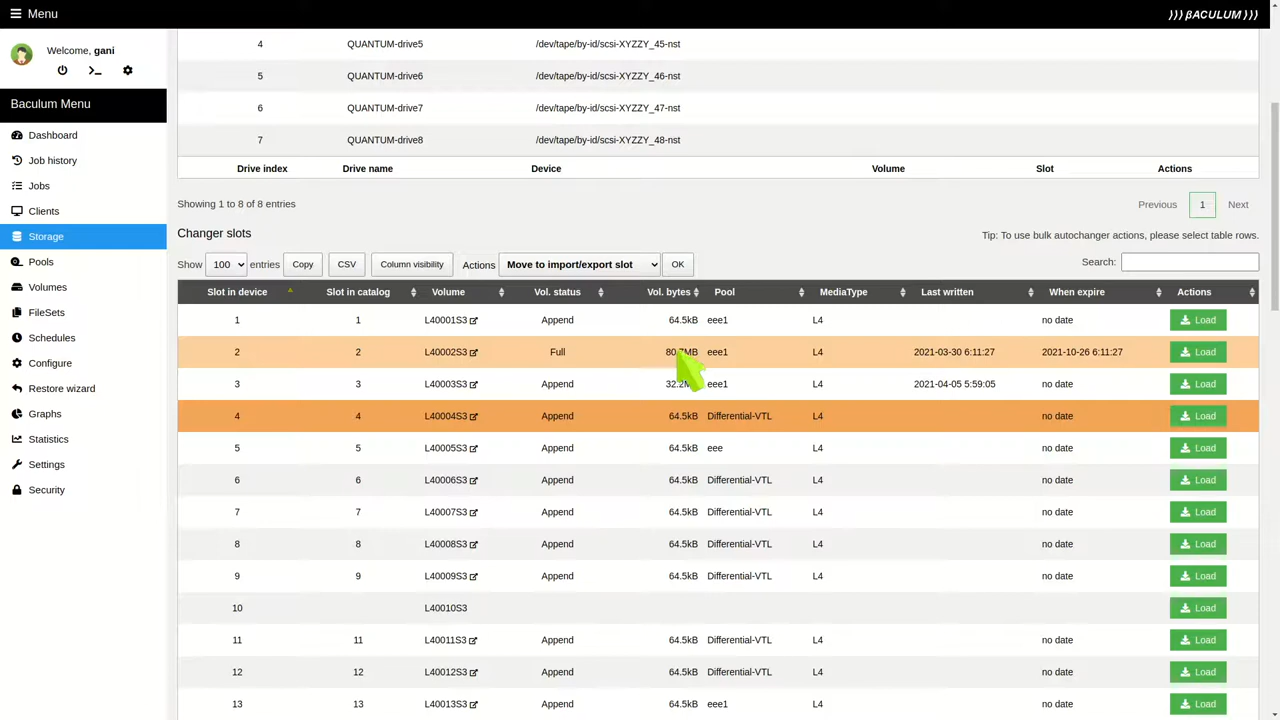 Menu
))) βACULUM )))
Welcome, gani
Baculum Menu
Dashboard
Job history
Jobs
Clients
Storage
Pools
Volumes
FileSets
Schedules
Configure
Restore wizard
Graphs
Statistics
Settings
Security
4 QUANTUM-drive5 /dev/tape/by-id/scsi-XYZZY_45-nst
5 QUANTUM-drive6 /dev/tape/by-id/scsi-XYZZY_46-nst
6 QUANTUM-drive7 /dev/tape/by-id/scsi-XYZZY_47-nst
7 QUANTUM-drive8 /dev/tape/by-id/scsi-XYZZY_48-nst
Drive index Drive name Device Volume Slot Actions
Showing 1 to 8 of 8 entries Previous 1 Next
Changer slots Tip: To use bulk autochanger actions, please select table rows.
Show 100 entries Copy CSV Column visibility Actions Move to import/export slot OK Search:
Slot in device Slot in catalog Volume Vol. status Vol. bytes Pool MediaType Last written When expire Actions
1 1 L40001S3 Append 64.5kB eee1 L4 no date Load
2 2 L40002S3 Full eee1 L4 2021-03-30 6:11:27 2021-10-26 6:11:27 Load
3 3 L40003S3 Append eee1 L4 2021-04-05 5:59:05 no date Load
4 4 L40004S3 Append 64.5kB Differential-VTL L4 no date Load
5 5 L40005S3 Append 64.5kB eee L4 no date Load
6 6 L40006S3 Append 64.5kB Differential-VTL L4 no date Load
7 7 L40007S3 Append 64.5kB Differential-VTL L4 no date Load
8 8 L40008S3 Append 64.5kB Differential-VTL L4 no date Load
9 9 L40009S3 Append 64.5kB Differential-VTL L4 no date Load
10 L40010S3 Load
11 11 L40011S3 Append 64.5kB Differential-VTL L4 no date Load
12 12 L40012S3 Append 64.5kB Differential-VTL L4 no date Load
13 13 L40013S3 Append 64.5kB eee1 L4 no date Load